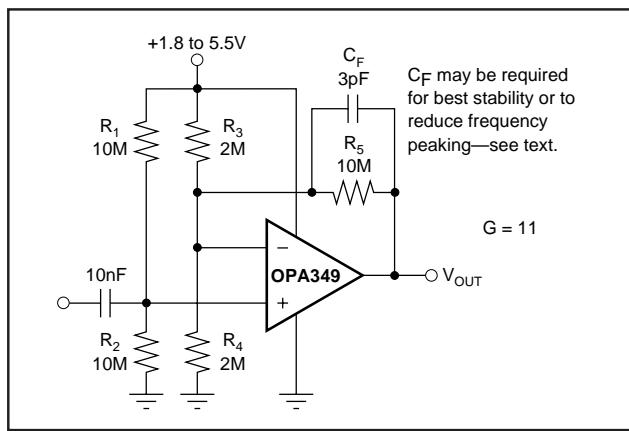 +1.8 to 5.5V
C_F
3pF
C_F may be required
for best stability or to
reduce frequency
peaking—see text.
R_1
10M
R_3
2M
R_5
10M
G = 11
10nF
−
OPA349
+
V_OUT
R_2
10M
R_4
2M